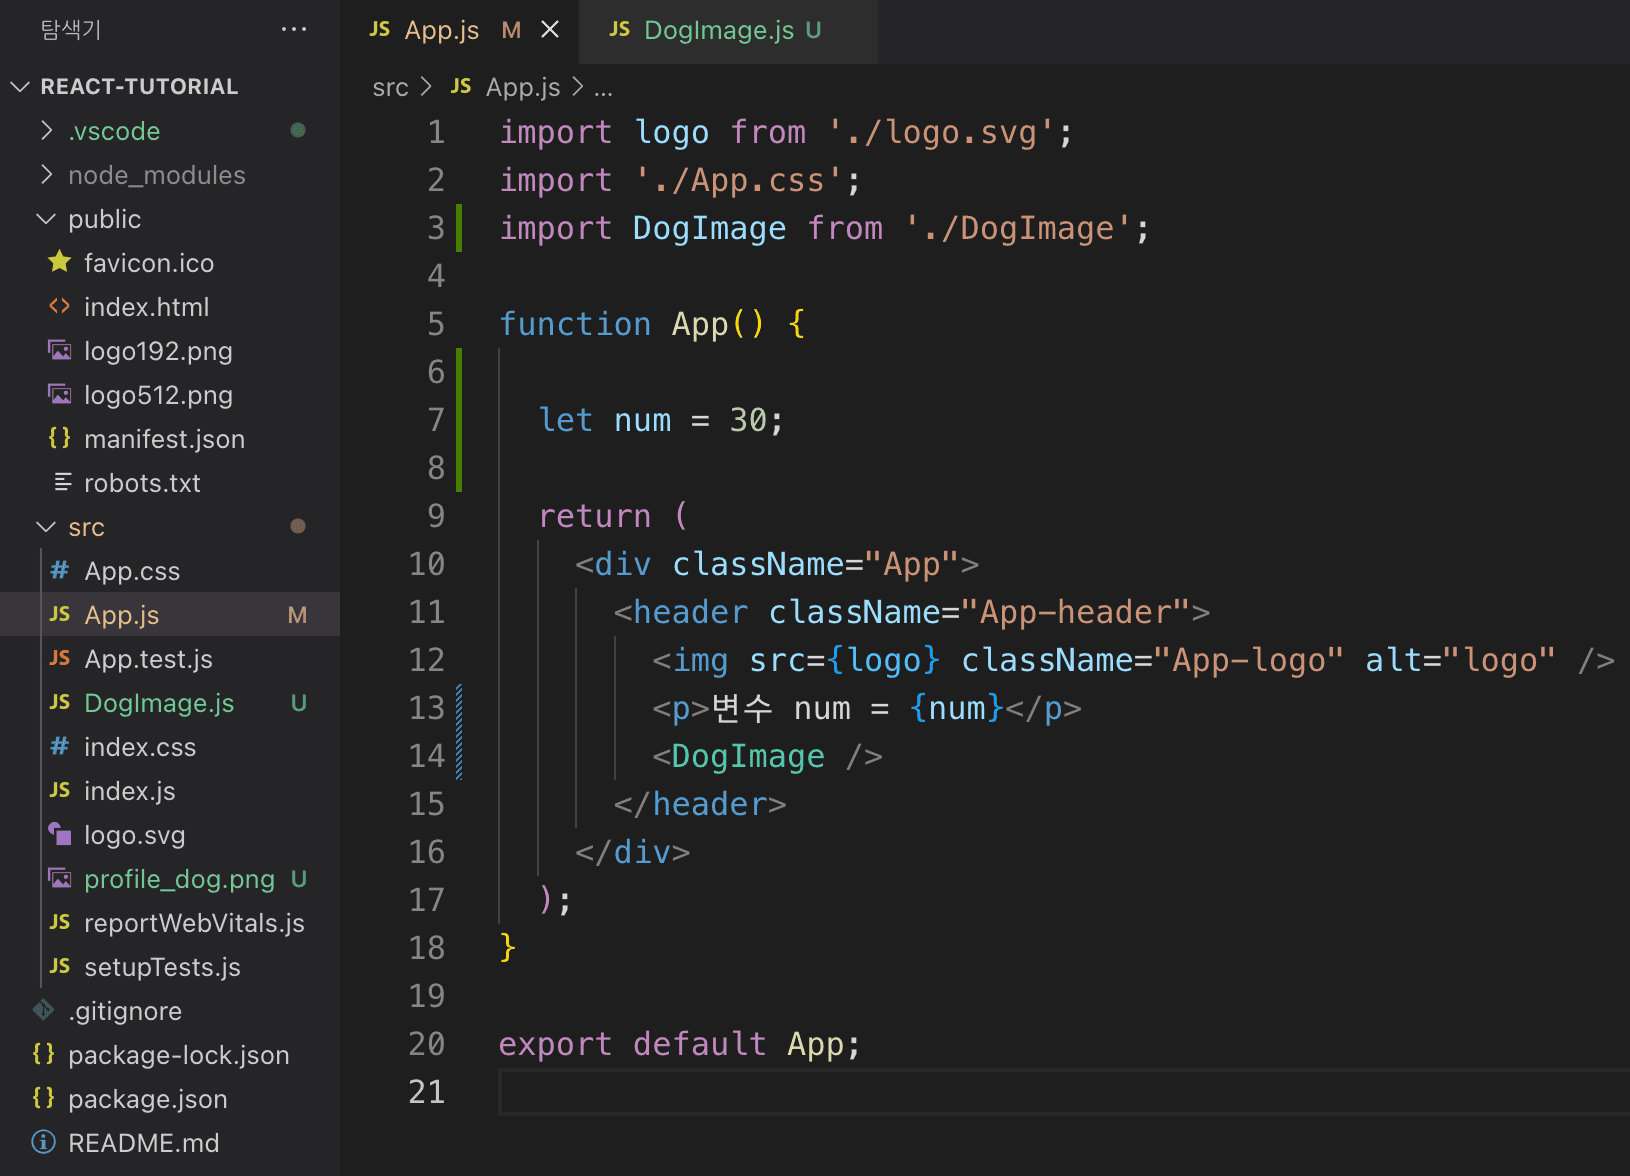 탐색기 ...
REACT-TUTORIAL
.vscode
node_modules
public
favicon.ico
<> index.html
logo192.png
logo512.png
{} manifest.json
robots.txt
src
# App.css
JS App.js M
JS App.test.js
JS DogImage.js U
# index.css
JS index.js
logo.svg
profile_dog.png U
JS reportWebVitals.js
JS setupTests.js
.gitignore
{} package-lock.json
{} package.json
README.md
JS App.js M × JS DogImage.js U
src > JS App.js > ...
1 import logo from './logo.svg';
2 import './App.css';
3 import DogImage from './DogImage';
4
5 function App() {
6
7 let num = 30;
8
9 return (
10 <div className="App">
11 <header className="App-header">
12 <img src={logo} className="App-logo" alt="logo" />
13 <p>변수 num = {num}</p>
14 <DogImage />
15 </header>
16 </div>
17 );
18 }
19
20 export default App;
21